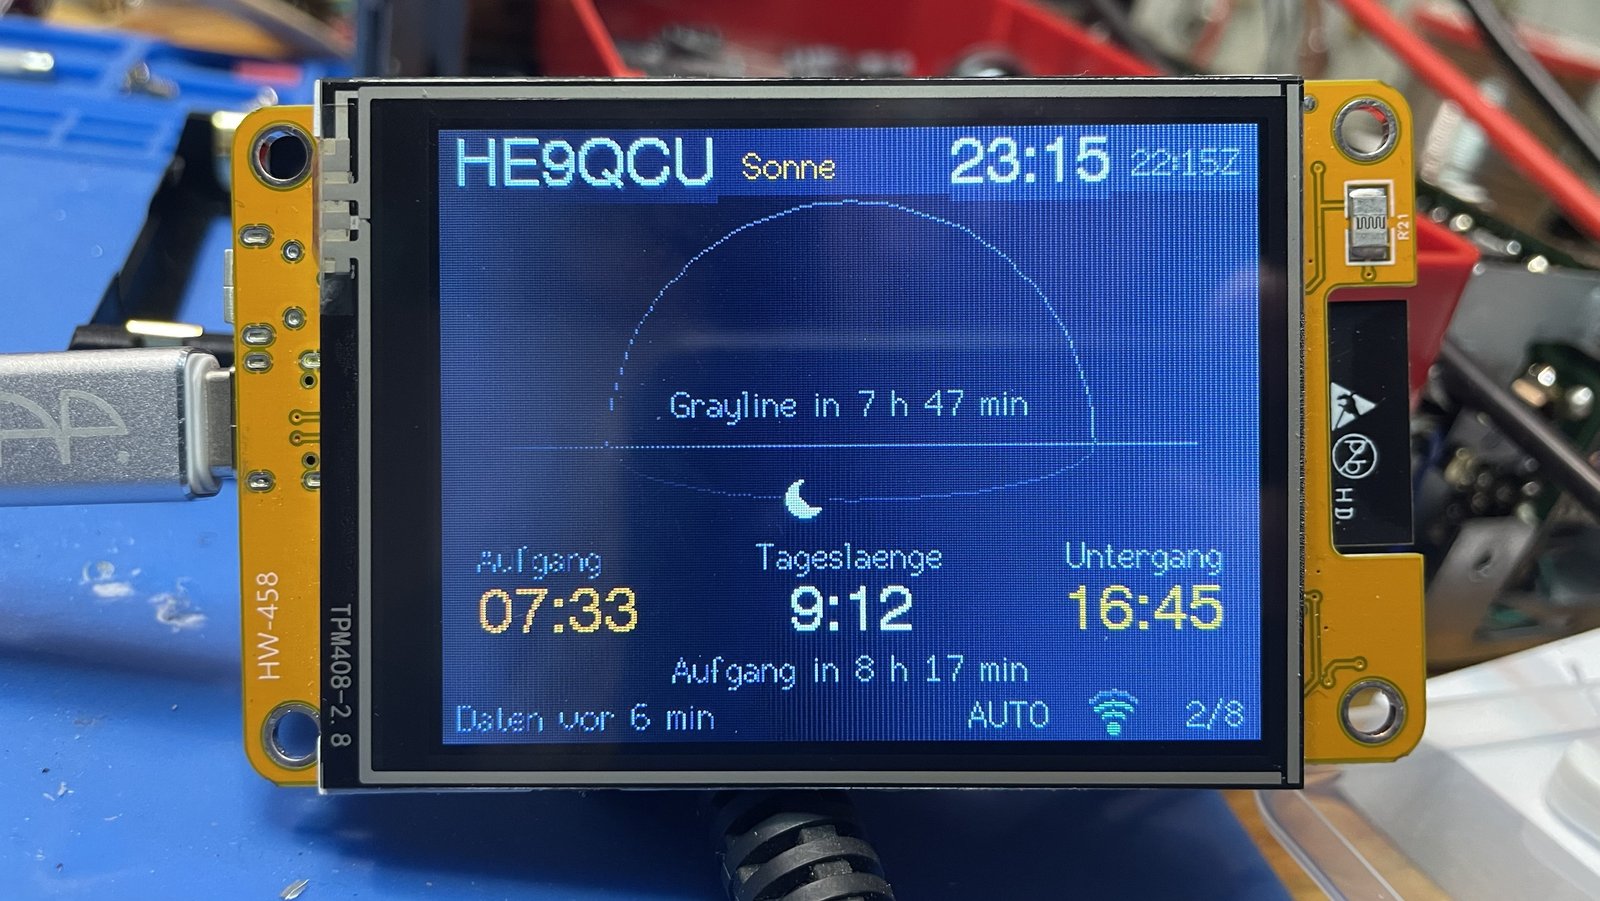 HE9QCU Sonne 23:15 22:15Z
Grayline in 7 h 47 min
Aufgang Tageslaenge Untergang
07:33 9:12 16:45
Aufgang in 8 h 17 min
Daten vor 6 min AUTO 2/8
HW-458
TPM408-2.8
R21
Pb
H D.